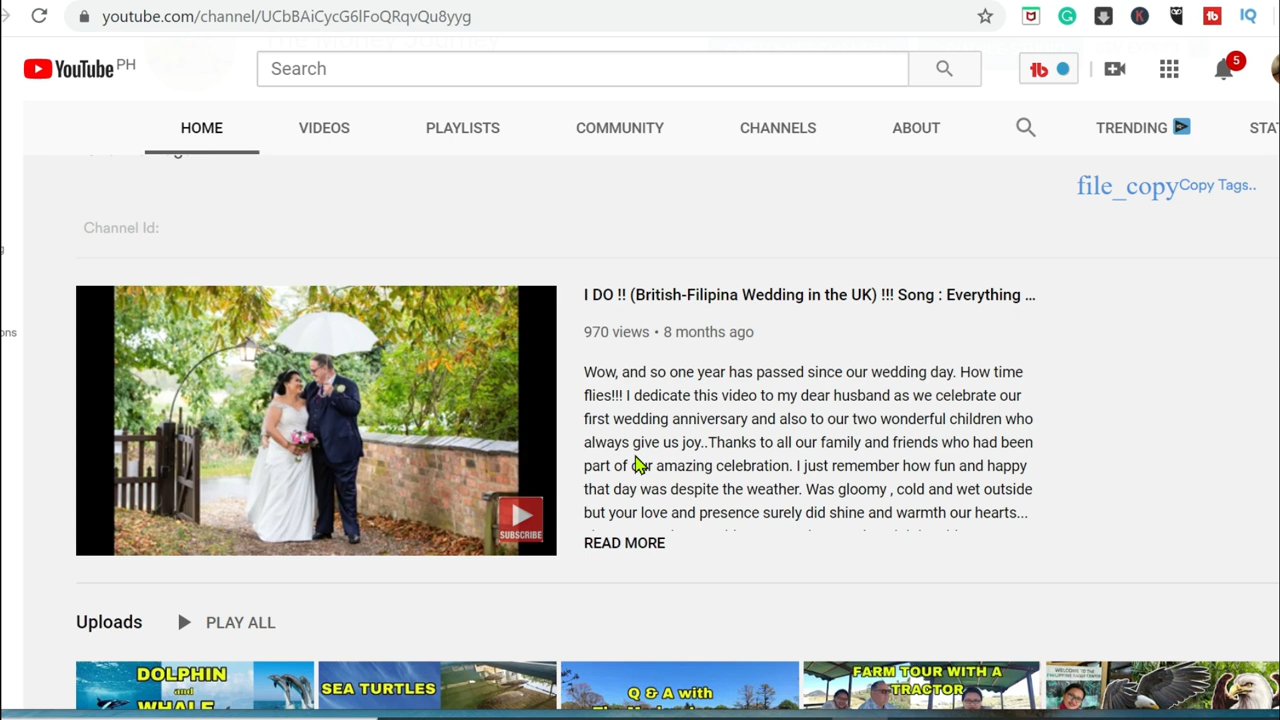 youtube.com/channel/UCbBAiCycG6lFoQRqvQu8yyg
YouTube PH
Search
5
HOME VIDEOS PLAYLISTS COMMUNITY CHANNELS ABOUT TRENDING
file_copy Copy Tags..
Channel Id:
I DO !! (British-Filipina Wedding in the UK) !!! Song : Everything ...
970 views • 8 months ago
Wow, and so one year has passed since our wedding day. How time
flies!!! I dedicate this video to my dear husband as we celebrate our
first wedding anniversary and also to our two wonderful children who
always give us joy..Thanks to all our family and friends who had been
part of our amazing celebration. I just remember how fun and happy
that day was despite the weather. Was gloomy , cold and wet outside
but your love and presence surely did shine and warmth our hearts...
SUBSCRIBE
READ MORE
Uploads PLAY ALL
DOLPHIN
and
WHALE
SEA TURTLES
Q & A with
FARM TOUR WITH A
TRACTOR
WELCOME TO